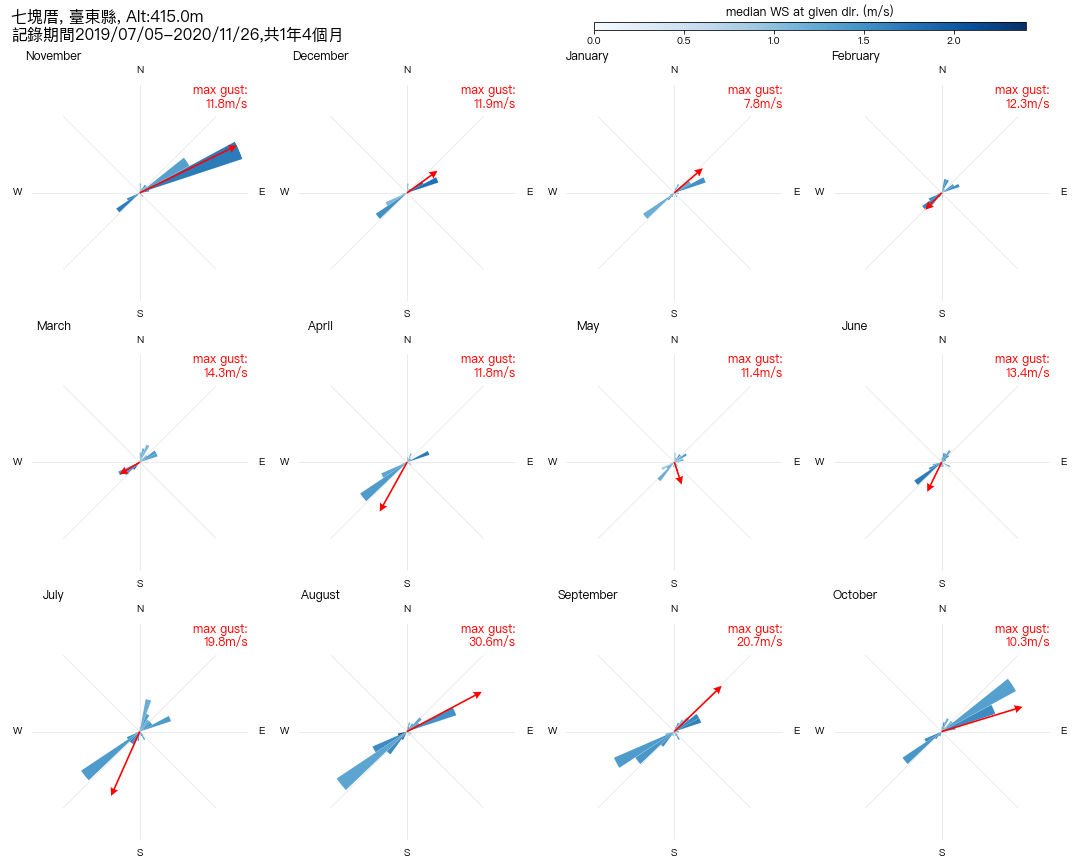 七塊厝, 臺東縣, Alt:415.0m
記錄期間2019/07/05−2020/11/26,共1年4個月
median WS at given dir. (m/s)
0.0 0.5 1.0 1.5 2.0
November
N
max gust:
11.8m/s
W E
S
December
N
max gust:
11.9m/s
W E
S
January
N
max gust:
7.8m/s
W E
S
February
N
max gust:
12.3m/s
W E
S
March
N
max gust:
14.3m/s
W E
S
April
N
max gust:
11.8m/s
W E
S
May
N
max gust:
11.4m/s
W E
S
June
N
max gust:
13.4m/s
W E
S
July
N
max gust:
19.8m/s
W E
S
August
N
max gust:
30.6m/s
W E
S
September
N
max gust:
20.7m/s
W E
S
October
N
max gust:
10.3m/s
W E
S